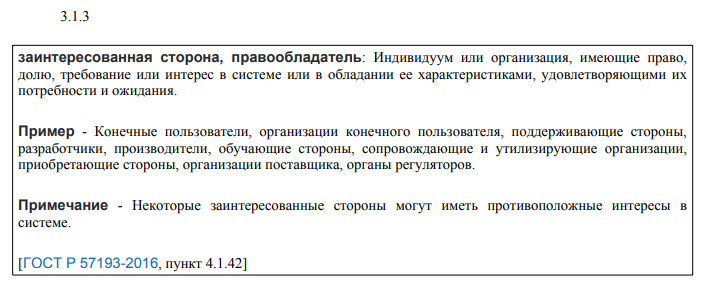 3.1.3
заинтересованная сторона, правообладатель: Индивидуум или организация, имеющие право,
долю, требование или интерес в системе или в обладании ее характеристиками, удовлетворяющими их
потребности и ожидания.
Пример - Конечные пользователи, организации конечного пользователя, поддерживающие стороны,
разработчики, производители, обучающие стороны, сопровождающие и утилизирующие организации,
приобретающие стороны, организации поставщика, органы регуляторов.
Примечание - Некоторые заинтересованные стороны могут иметь противоположные интересы в
системе.
[ГОСТ Р 57193-2016, пункт 4.1.42]